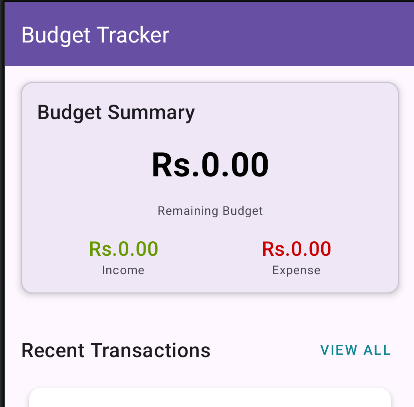 Budget Tracker
Budget Summary
Rs.0.00
Remaining Budget
Rs.0.00 Rs.0.00
Income Expense
Recent Transactions VIEW ALL